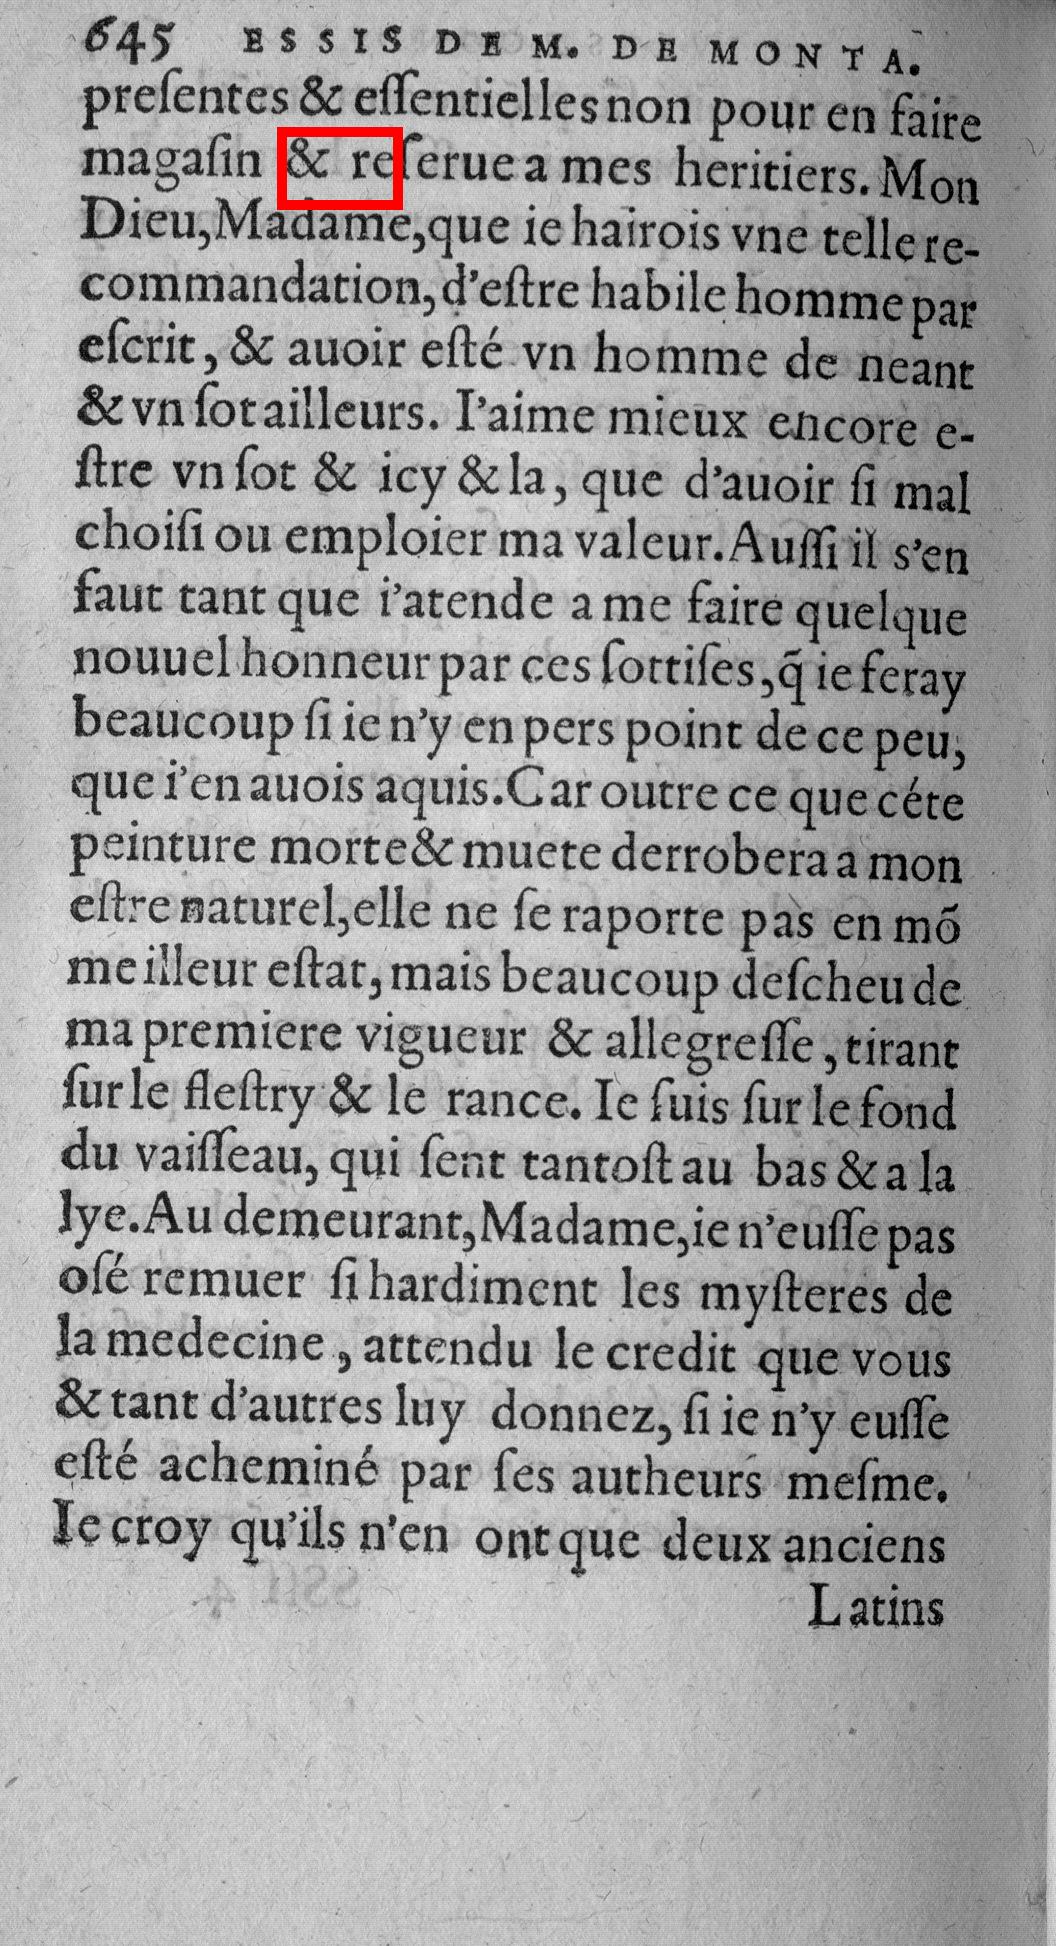 645 ESSIS DE M. DE MONTA.
preſentes & eſſentielles non pour en faire
magaſin & reſerue a mes heritiers. Mon
Dieu, Madame, que ie hairois vne telle re-
commandation, d'eſtre habile homme par
eſcrit, & auoir eſté vn homme de neant
& vn ſot ailleurs. I'aime mieux encore e-
ſtre vn ſot & icy & la, que d'auoir ſi mal
choiſi ou emploier ma valeur. Auſſi il s'en
faut tant que i'atende a me faire quelque
nouuel honneur par ces ſottiſes, q̃ ie feray
beaucoup ſi ie n'y en pers point de ce peu,
que i'en auois aquis. Car outre ce que céte
peinture morte & muete derrobera a mon
eſtre naturel, elle ne ſe raporte pas en mõ
meilleur eſtat, mais beaucoup deſcheu de
ma premiere vigueur & allegreſſe, tirant
ſur le fleſtry & le rance. Ie ſuis ſur le fond
du vaiſſeau, qui ſent tantoſt au bas & a la
lye. Au demeurant, Madame, ie n'euſſe pas
oſé remuer ſi hardiment les myſteres de
la medecine, attendu le credit que vous
& tant d'autres luy donnez, ſi ie n'y euſſe
eſté acheminé par ſes autheurs meſme.
Ie croy qu'ils n'en ont que deux anciens
Latins